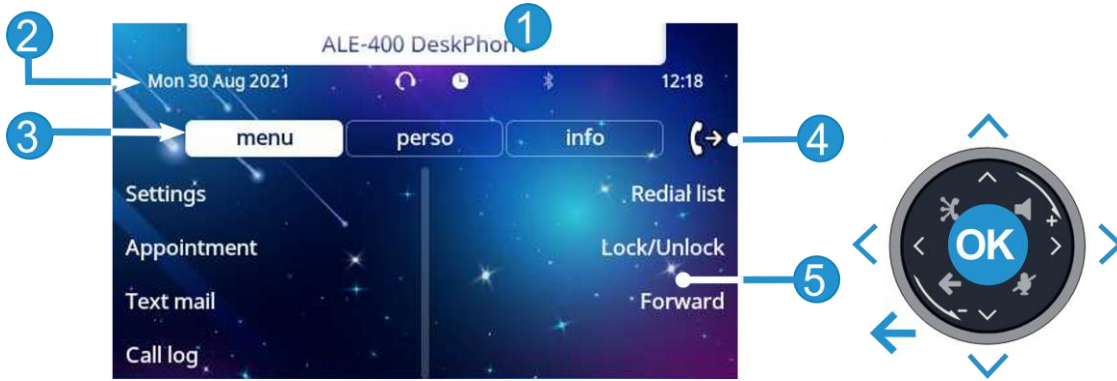 1
ALE-400 DeskPhone
2
Mon 30 Aug 2021 12:18
3
menu perso info
4
Settings Redial list
Appointment Lock/Unlock
5
Text mail Forward
Call log
OK
+
-